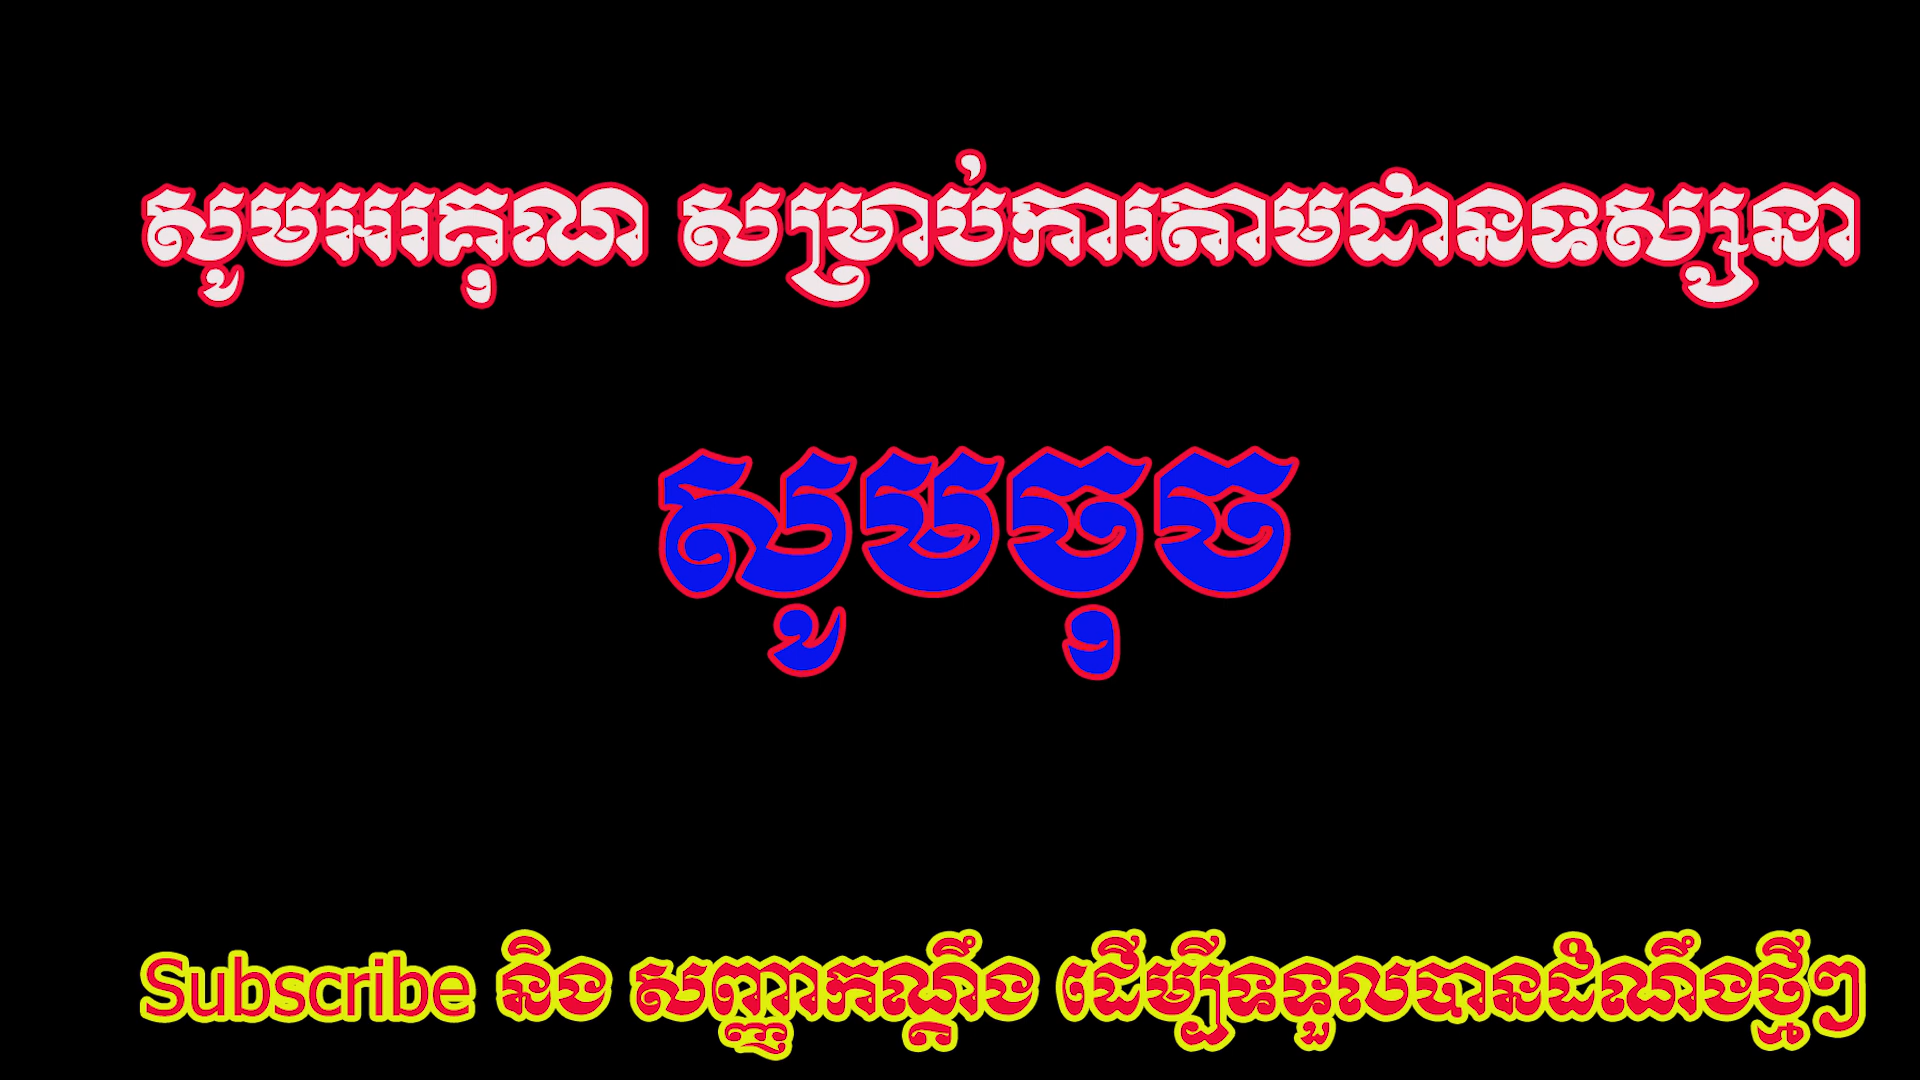 សូមអរគុណ សម្រាប់ការតាមដានទស្សនា
សូមចុច
Subscribe និង សញ្ញាកណ្តឹង ដើម្បីទទួលបានដំណឹងថ្មីៗ